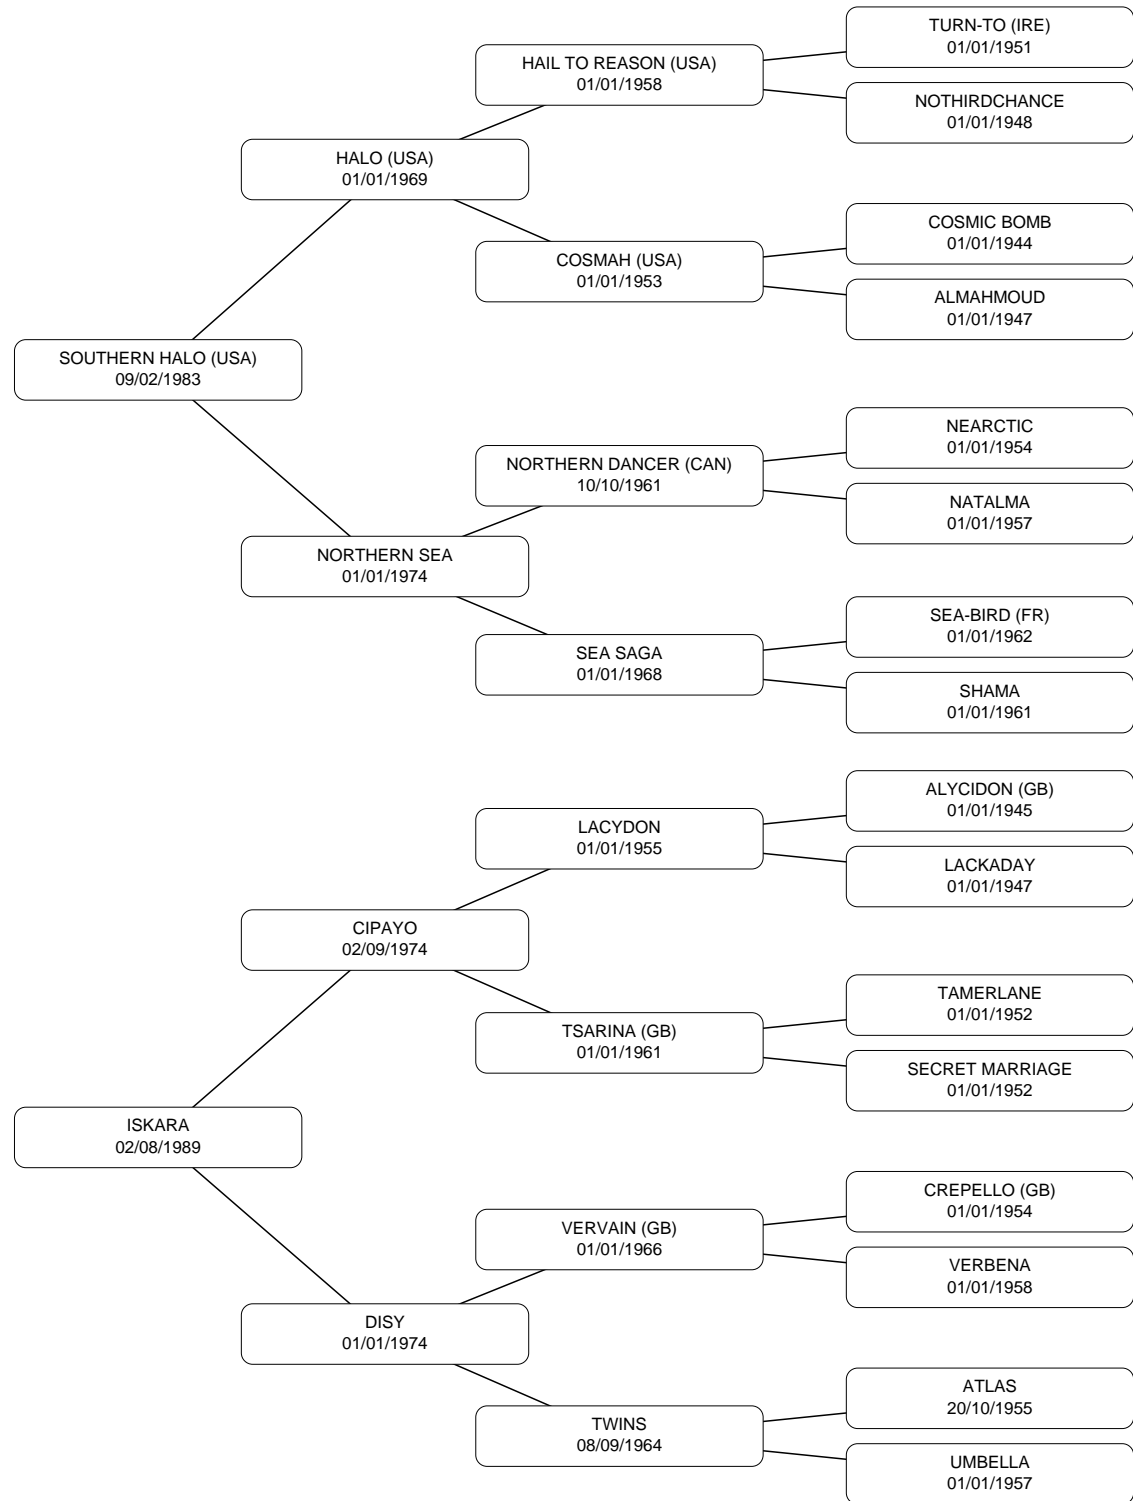 TURN-TO (IRE)
01/01/1951
HAIL TO REASON (USA)
01/01/1958
NOTHIRDCHANCE
01/01/1948
HALO (USA)
01/01/1969
COSMIC BOMB
01/01/1944
COSMAH (USA)
01/01/1953
ALMAHMOUD
01/01/1947
SOUTHERN HALO (USA)
09/02/1983
NEARCTIC
01/01/1954
NORTHERN DANCER (CAN)
10/10/1961
NATALMA
01/01/1957
NORTHERN SEA
01/01/1974
SEA-BIRD (FR)
01/01/1962
SEA SAGA
01/01/1968
SHAMA
01/01/1961
ALYCIDON (GB)
01/01/1945
LACYDON
01/01/1955
LACKADAY
01/01/1947
CIPAYO
02/09/1974
TAMERLANE
01/01/1952
TSARINA (GB)
01/01/1961
SECRET MARRIAGE
01/01/1952
ISKARA
02/08/1989
CREPELLO (GB)
01/01/1954
VERVAIN (GB)
01/01/1966
VERBENA
01/01/1958
DISY
01/01/1974
ATLAS
20/10/1955
TWINS
08/09/1964
UMBELLA
01/01/1957